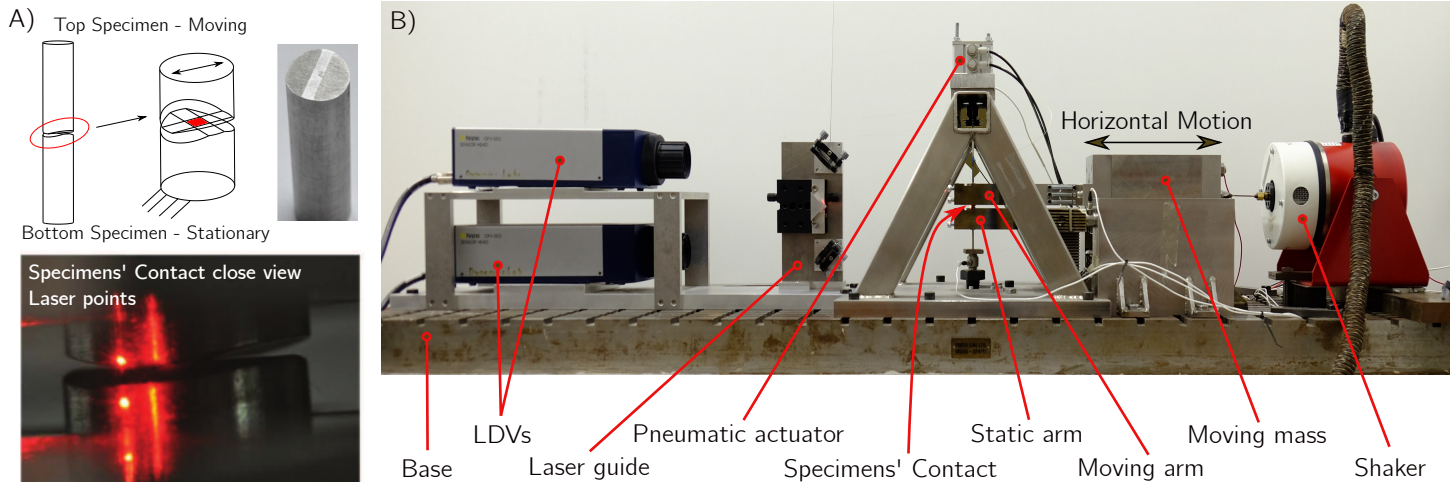 A)
Top Specimen - Moving
Bottom Specimen - Stationary
Specimens' Contact close view
Laser points
B)
Horizontal Motion
LDVs
Pneumatic actuator
Static arm
Moving mass
Base
Laser guide
Specimens' Contact
Moving arm
Shaker